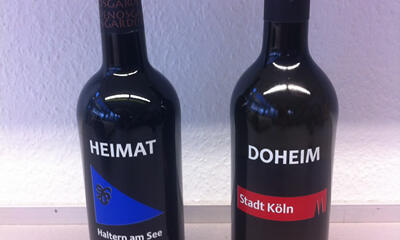 HEIMAT
Haltern am See
DOHEIM
Stadt Köln